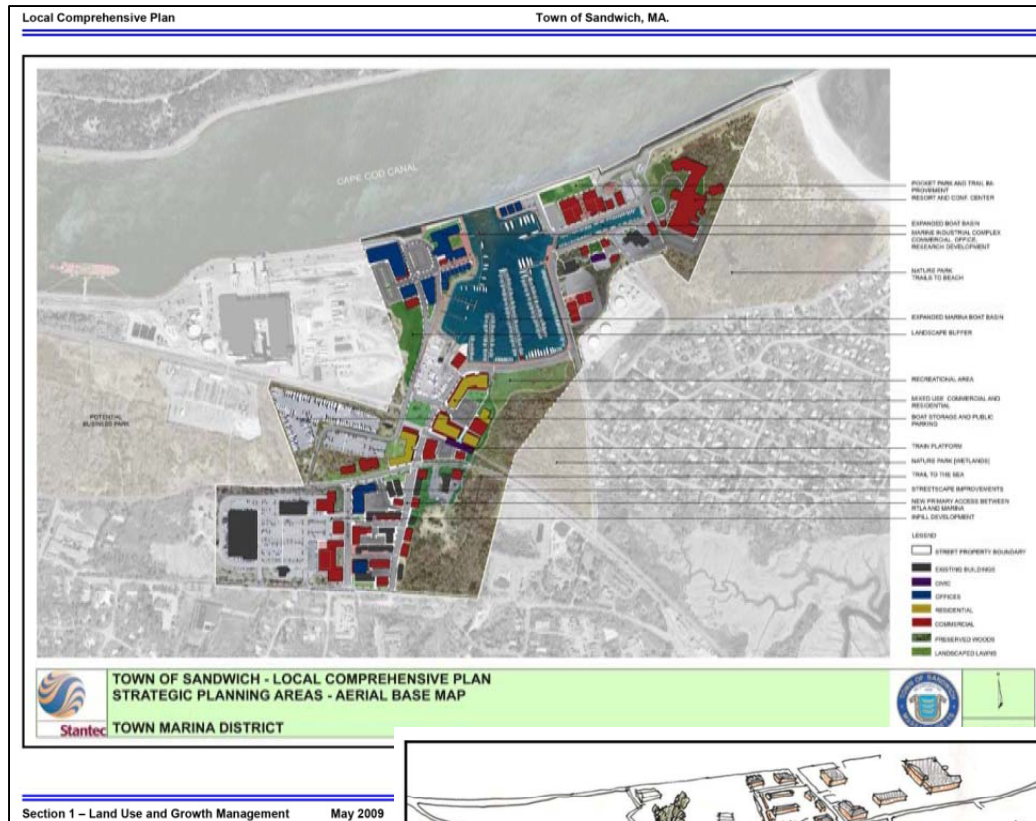 Local Comprehensive Plan
Town of Sandwich, MA.
CAPE COD CANAL
POTENTIAL
BUSINESS PARK
POCKET PARK AND TRAIL IM-
PROVEMENT
RESORT AND CONF. CENTER
EXPANDED BOAT BASIN
MARINE INDUSTRIAL COMPLEX
COMMERCIAL, OFFICE,
RESEARCH DEVELOPMENT
NATURE PARK
TRAILS TO BEACH
EXPANDED MARINA BOAT BASIN
LANDSCAPE BUFFER
RECREATIONAL AREA
MIXED USE COMMERCIAL AND
RESIDENTIAL
BOAT STORAGE AND PUBLIC
PARKING
TRAIN PLATFORM
NATURE PARK [WETLANDS]
TRAIL TO THE SEA
STREETSCAPE IMPROVEMENTS
NEW PRIMARY ACCESS BETWEEN
RTE.A AND MARINA
INFILL DEVELOPMENT
LEGEND
STREET PROPERTY BOUNDARY
EXISTING BUILDINGS
CIVIC
OFFICES
RESIDENTIAL
COMMERCIAL
PRESERVED WOODS
LANDSCAPED LAWNS
Stantec
TOWN OF SANDWICH - LOCAL COMPREHENSIVE PLAN
STRATEGIC PLANNING AREAS - AERIAL BASE MAP
TOWN MARINA DISTRICT
TOWN OF SANDWICH
Section 1 – Land Use and Growth Management
May 2009